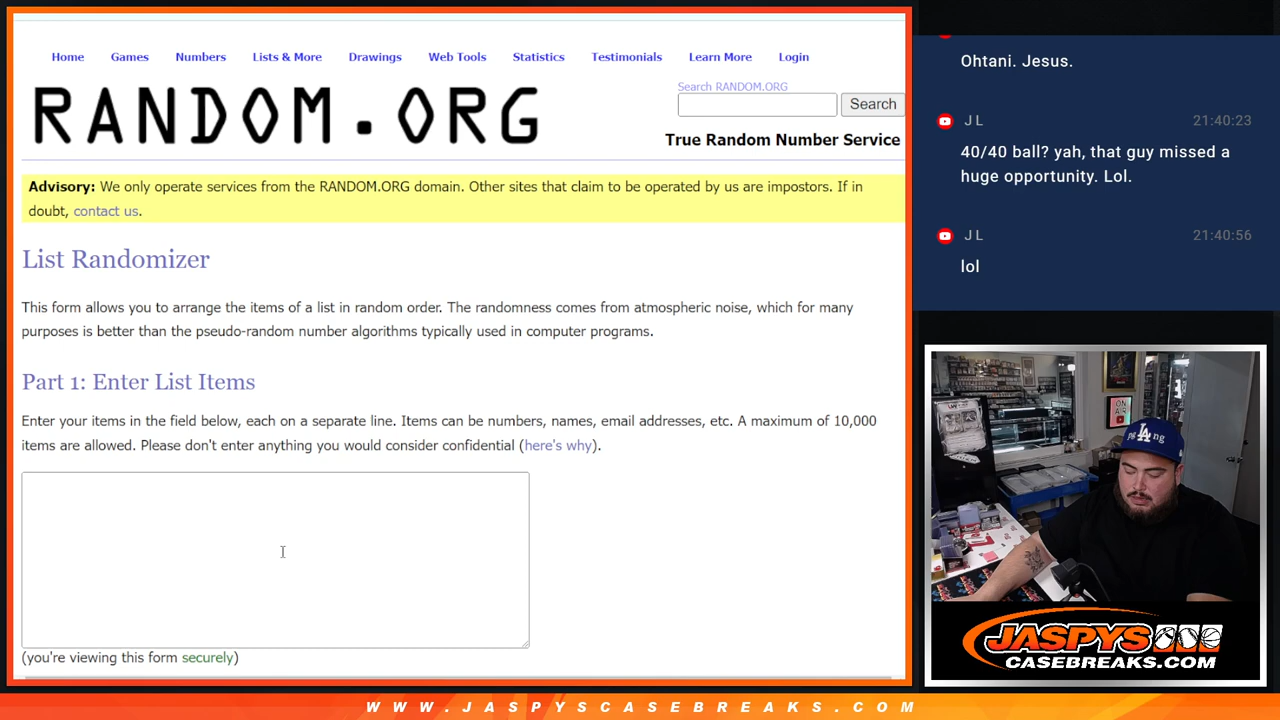 Home Games Numbers Lists & More Drawings Web Tools Statistics Testimonials Learn More Login
RANDOM.ORG
Search RANDOM.ORG
Search
True Random Number Service
Advisory: We only operate services from the RANDOM.ORG domain. Other sites that claim to be operated by us are impostors. If in
doubt, contact us.
List Randomizer
This form allows you to arrange the items of a list in random order. The randomness comes from atmospheric noise, which for many
purposes is better than the pseudo-random number algorithms typically used in computer programs.
Part 1: Enter List Items
Enter your items in the field below, each on a separate line. Items can be numbers, names, email addresses, etc. A maximum of 10,000
items are allowed. Please don't enter anything you would consider confidential (here's why).
(you're viewing this form securely)
Ohtani. Jesus.
J L 21:40:23
40/40 ball? yah, that guy missed a
huge opportunity. Lol.
J L 21:40:56
lol
ON
AIR
LA
JASPYS
CASEBREAKS.COM
WWW.JASPYSCASEBREAKS.COM